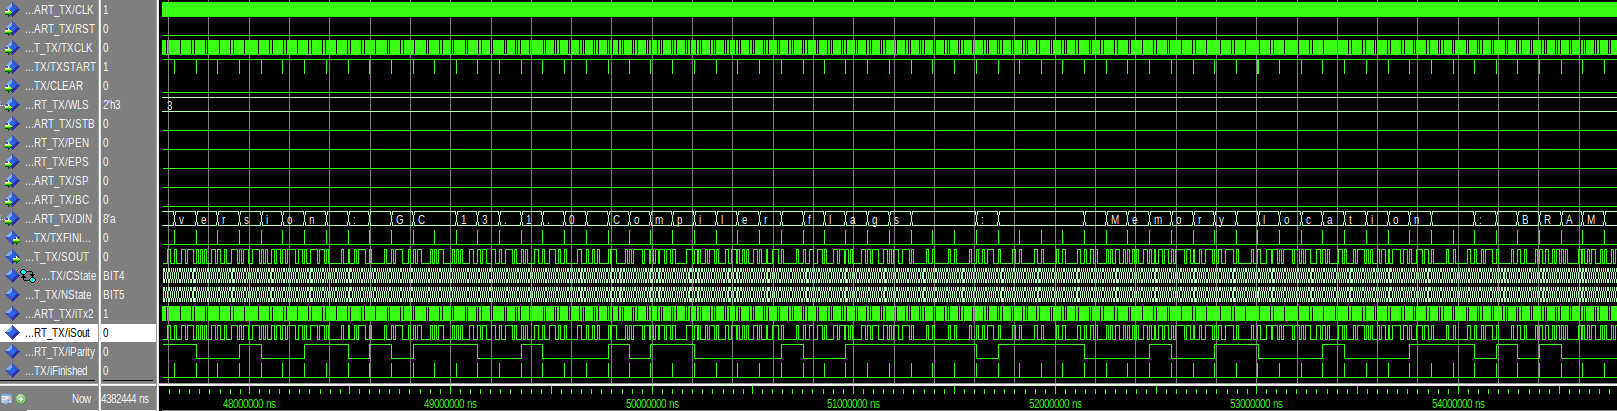 ...ART_TX/CLK 1
...ART_TX/RST 0
...T_TX/TXCLK 0
...TX/TXSTART 1
...TX/CLEAR 0
...RT_TX/WLS 2'h3 3
...ART_TX/STB 0
...RT_TX/PEN 0
...RT_TX/EPS 0
...ART_TX/SP 0
...ART_TX/BC 0
...ART_TX/DIN 8'a v e r s i o n : G C 1 3 . 1 . 0 C o m p i l e r f l a g s : M e m o r y l o c a t i o n : B R A M
...TX/TXFINI... 0
...T_TX/SOUT 0
...TX/CState BIT4
...T_TX/NState BIT5
...ART_TX/iTx2 1
...RT_TX/iSout 0
...RT_TX/iParity 0
...TX/iFinished 0
Now 4382444 ns 48000000 ns 49000000 ns 50000000 ns 51000000 ns 52000000 ns 53000000 ns 54000000 ns